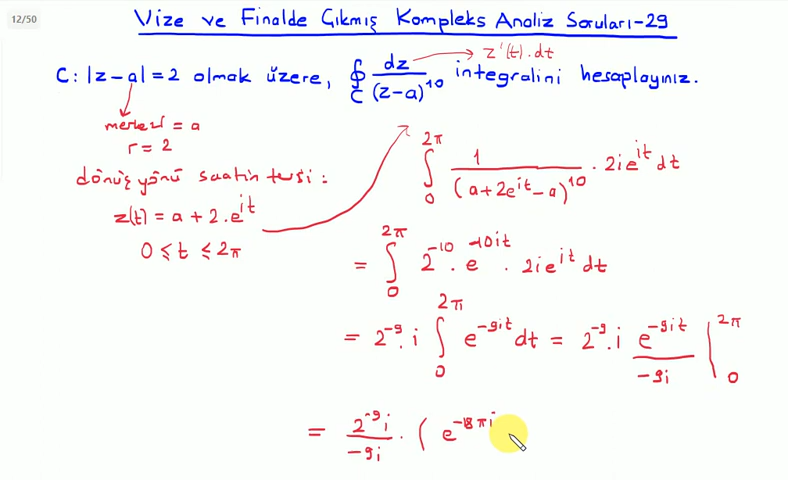 12/50
Vize ve Finalde Çıkmış Kompleks Analiz Soruları-29
C: |z-a|=2 olmak üzere, ∮_C dz/(z-a)^10 integralini hesaplayınız.
→ z'(t).dt
merkezi = a
r = 2
dönüş yönü saatin tersi:
z(t) = a + 2.e^{it}
0 ≤ t ≤ 2π
∫_0^{2π} 1/(a+2e^{it}-a)^{10} . 2ie^{it} dt
= ∫_0^{2π} 2^{-10} . e^{-10it} . 2ie^{it} dt
= 2^{-9}.i ∫_0^{2π} e^{-9it} dt = 2^{-9}.i e^{-9it}/-9i |_0^{2π}
= 2^{-9}i/-9i . ( e^{-18πi}